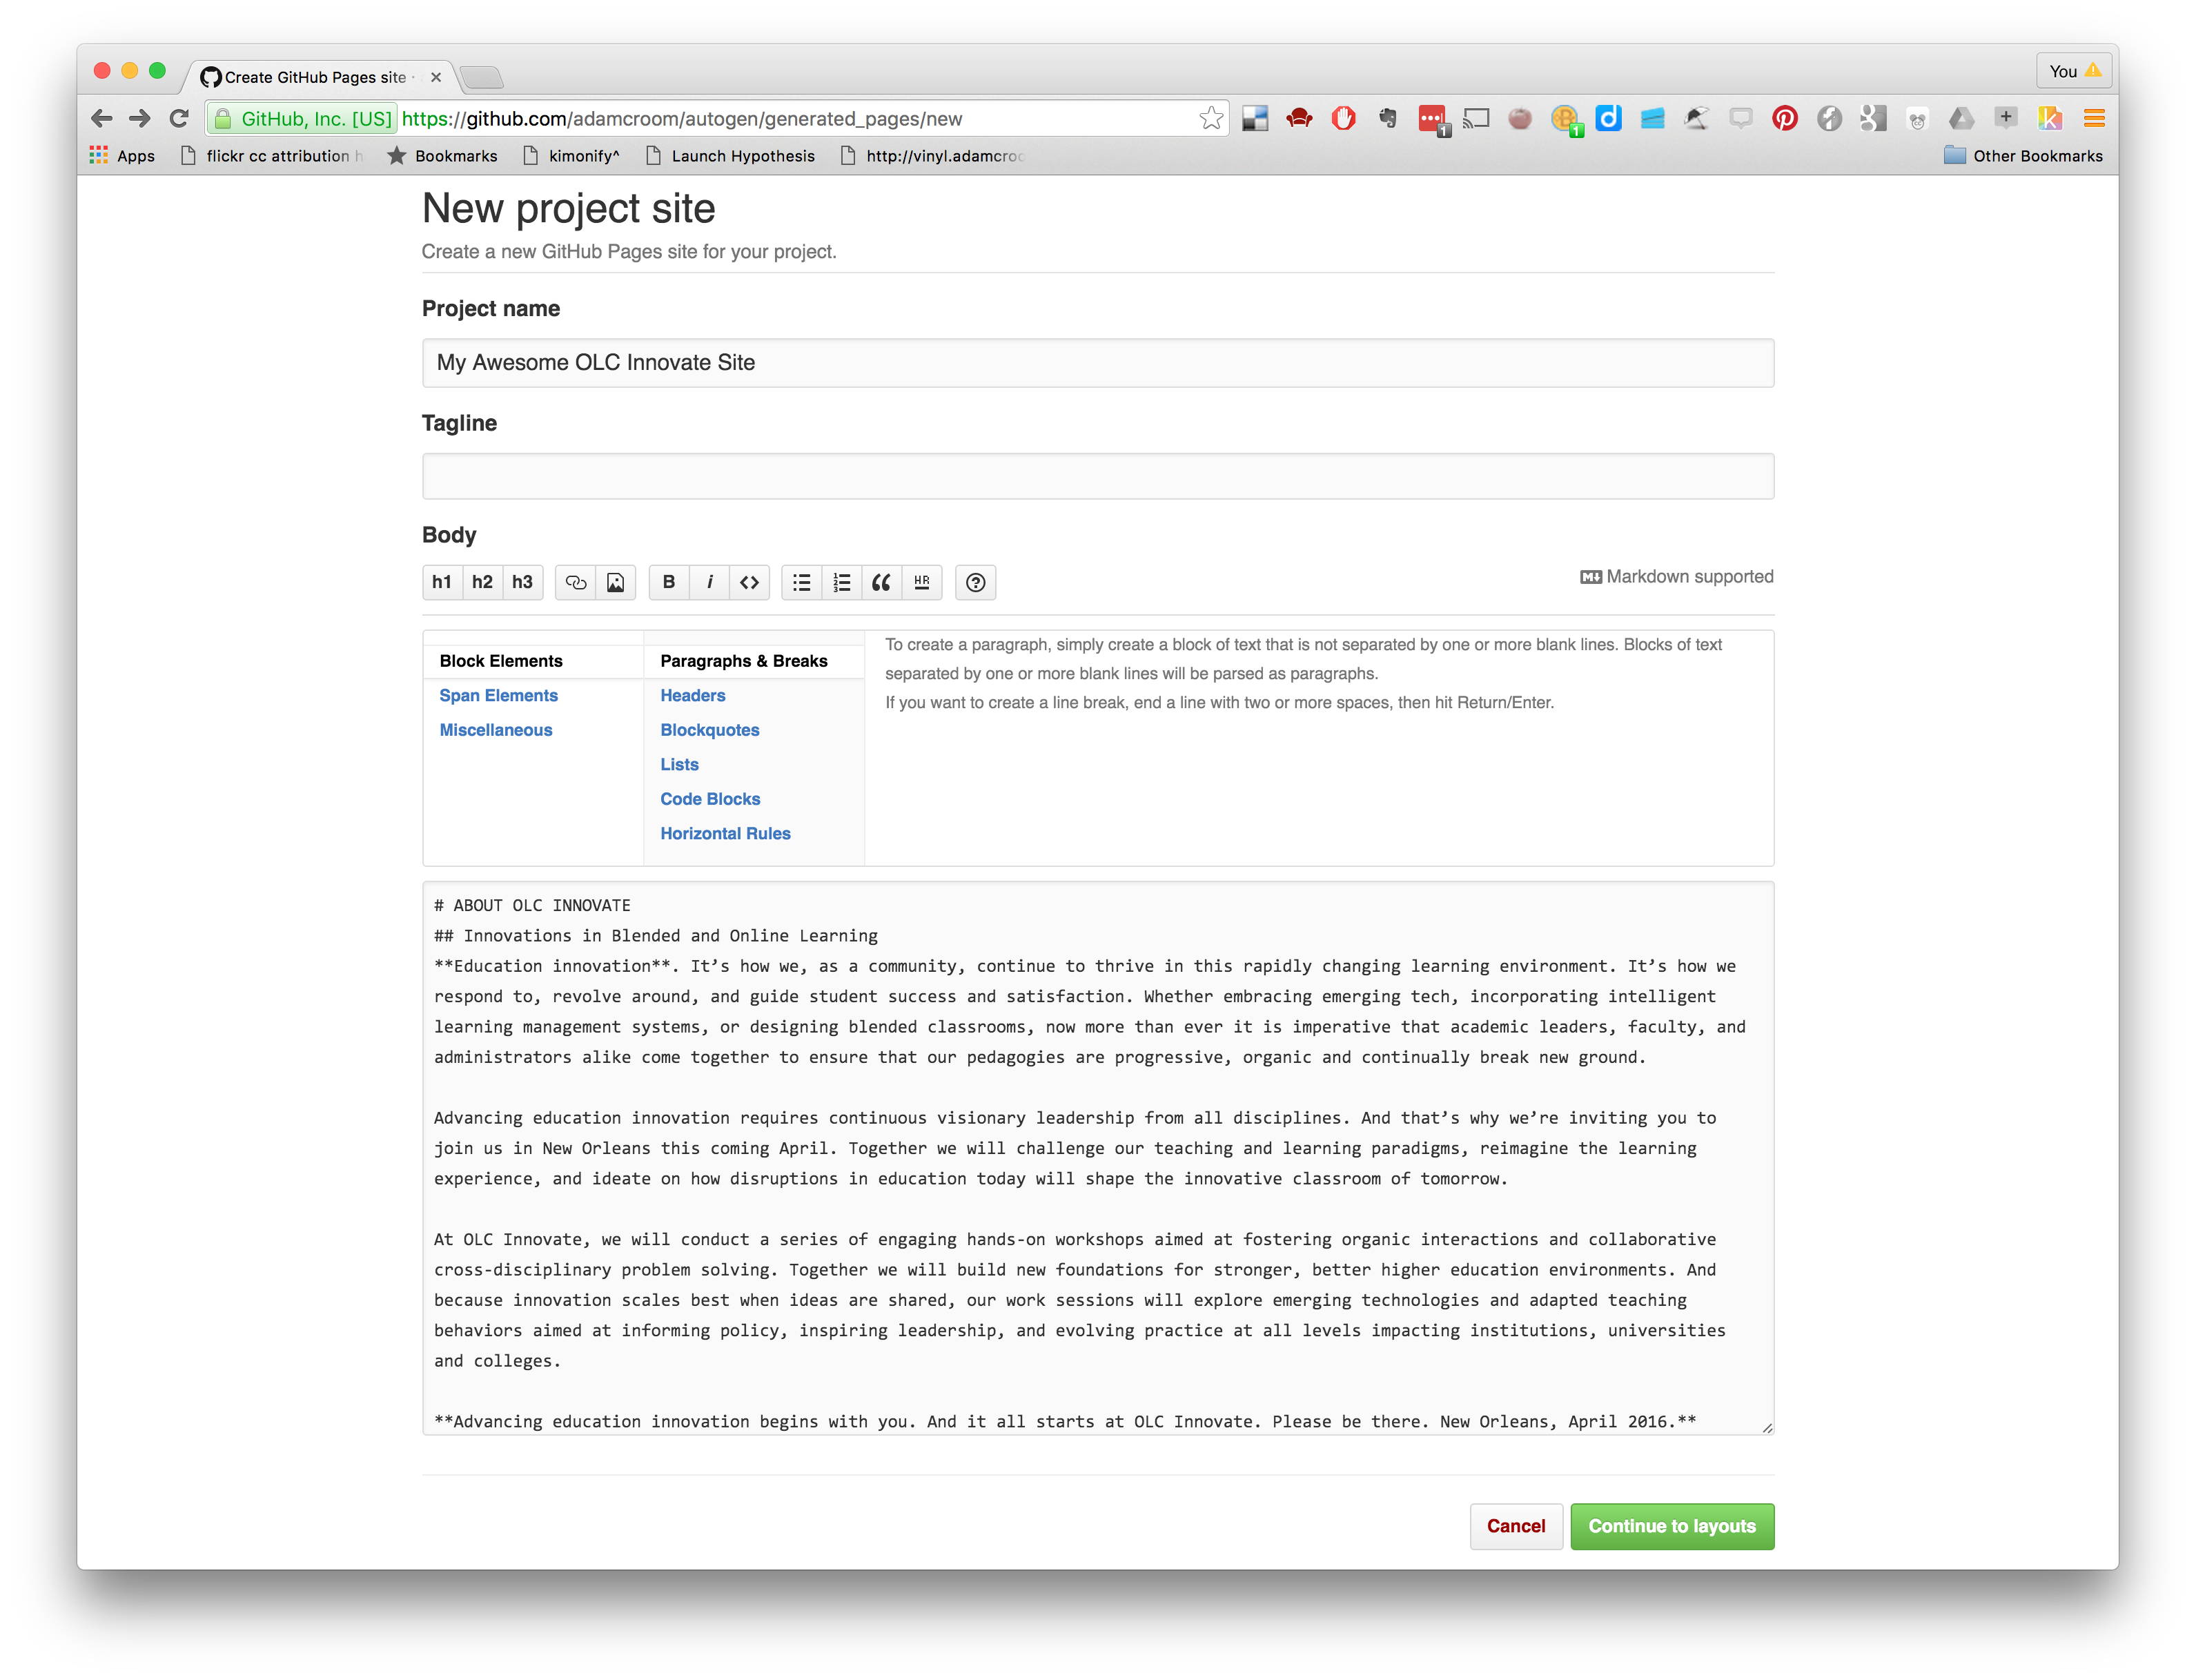 Create GitHub Pages site ·
You
GitHub, Inc. [US] https://github.com/adamcroom/autogen/generated_pages/new
Apps flickr cc attribution h Bookmarks kimonify^ Launch Hypothesis http://vinyl.adamcroo Other Bookmarks
New project site
Create a new GitHub Pages site for your project.
Project name
My Awesome OLC Innovate Site
Tagline
Body
h1 h2 h3 B i HR
Markdown supported
Block Elements
Span Elements
Miscellaneous
Paragraphs & Breaks
Headers
Blockquotes
Lists
Code Blocks
Horizontal Rules
To create a paragraph, simply create a block of text that is not separated by one or more blank lines. Blocks of text
separated by one or more blank lines will be parsed as paragraphs.
If you want to create a line break, end a line with two or more spaces, then hit Return/Enter.
# ABOUT OLC INNOVATE
## Innovations in Blended and Online Learning
**Education innovation**. It’s how we, as a community, continue to thrive in this rapidly changing learning environment. It’s how we
respond to, revolve around, and guide student success and satisfaction. Whether embracing emerging tech, incorporating intelligent
learning management systems, or designing blended classrooms, now more than ever it is imperative that academic leaders, faculty, and
administrators alike come together to ensure that our pedagogies are progressive, organic and continually break new ground.
Advancing education innovation requires continuous visionary leadership from all disciplines. And that’s why we’re inviting you to
join us in New Orleans this coming April. Together we will challenge our teaching and learning paradigms, reimagine the learning
experience, and ideate on how disruptions in education today will shape the innovative classroom of tomorrow.
At OLC Innovate, we will conduct a series of engaging hands-on workshops aimed at fostering organic interactions and collaborative
cross-disciplinary problem solving. Together we will build new foundations for stronger, better higher education environments. And
because innovation scales best when ideas are shared, our work sessions will explore emerging technologies and adapted teaching
behaviors aimed at informing policy, inspiring leadership, and evolving practice at all levels impacting institutions, universities
and colleges.
**Advancing education innovation begins with you. And it all starts at OLC Innovate. Please be there. New Orleans, April 2016.**
Cancel
Continue to layouts